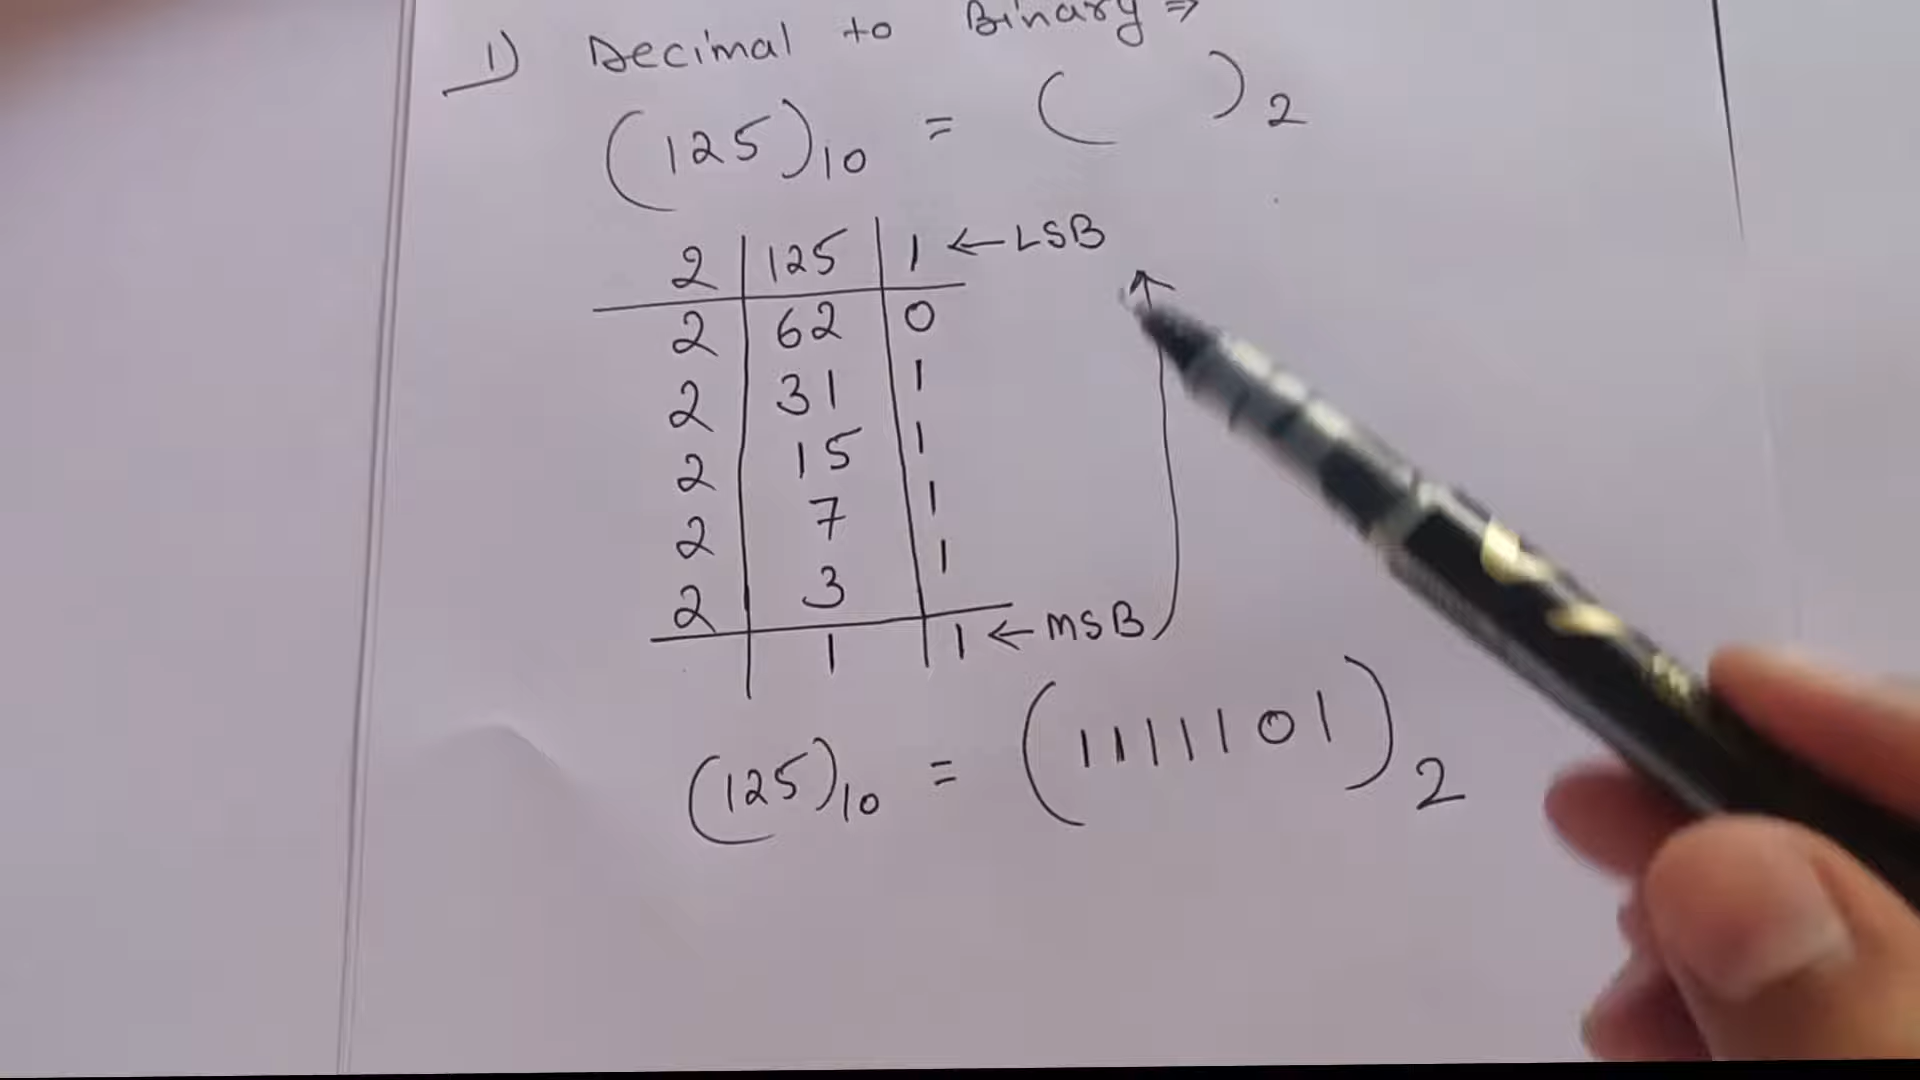 1) Decimal to Binary ⇒
(125)₁₀ = ( )₂
2 | 125 | 1 ← LSB
2 | 62 | 0
2 | 31 | 1
2 | 15 | 1
2 | 7 | 1
2 | 3 | 1
1 | 1 ← MSB
(125)₁₀ = (1111101)₂